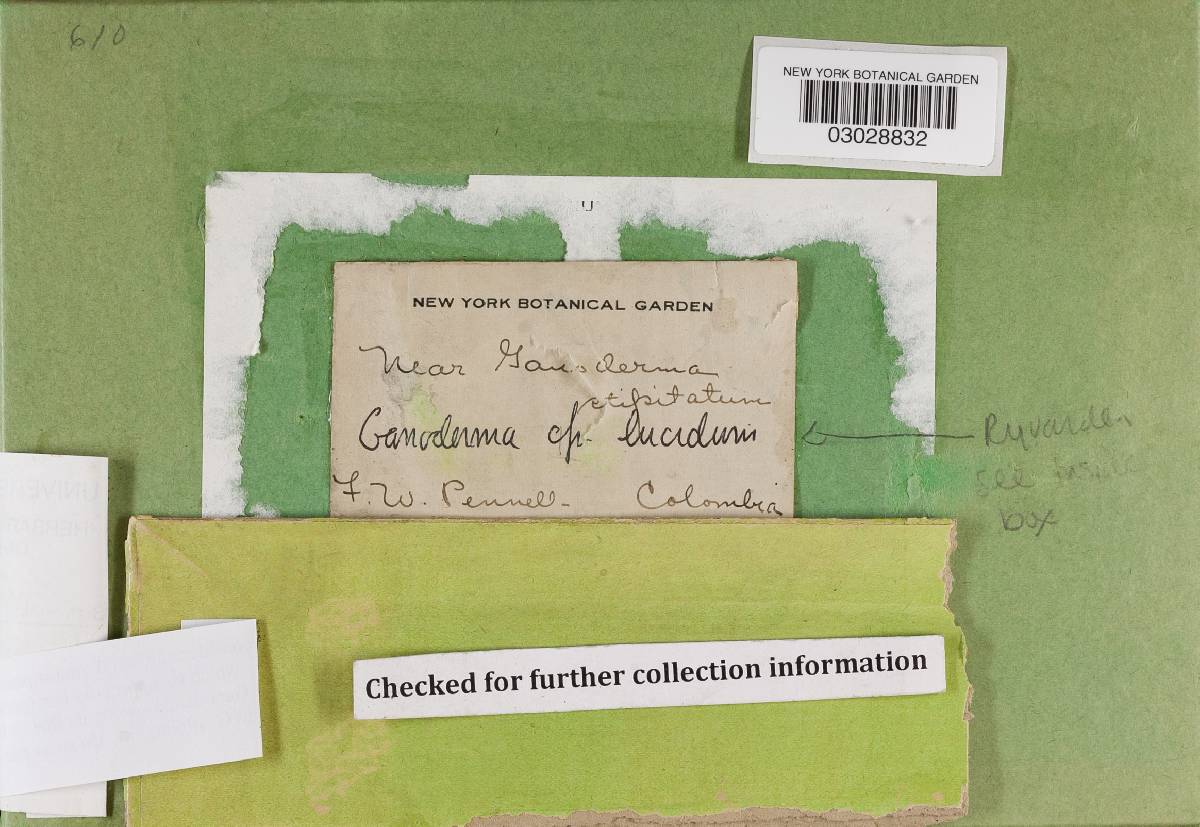 610
NEW YORK BOTANICAL GARDEN
03028832
U
NEW YORK BOTANICAL GARDEN
Near Ganoderma
stipitatum
Ganoderma cfr. lucidum
Ryvarden
see inside
box
F. W. Pennell - Colombia
Checked for further collection information